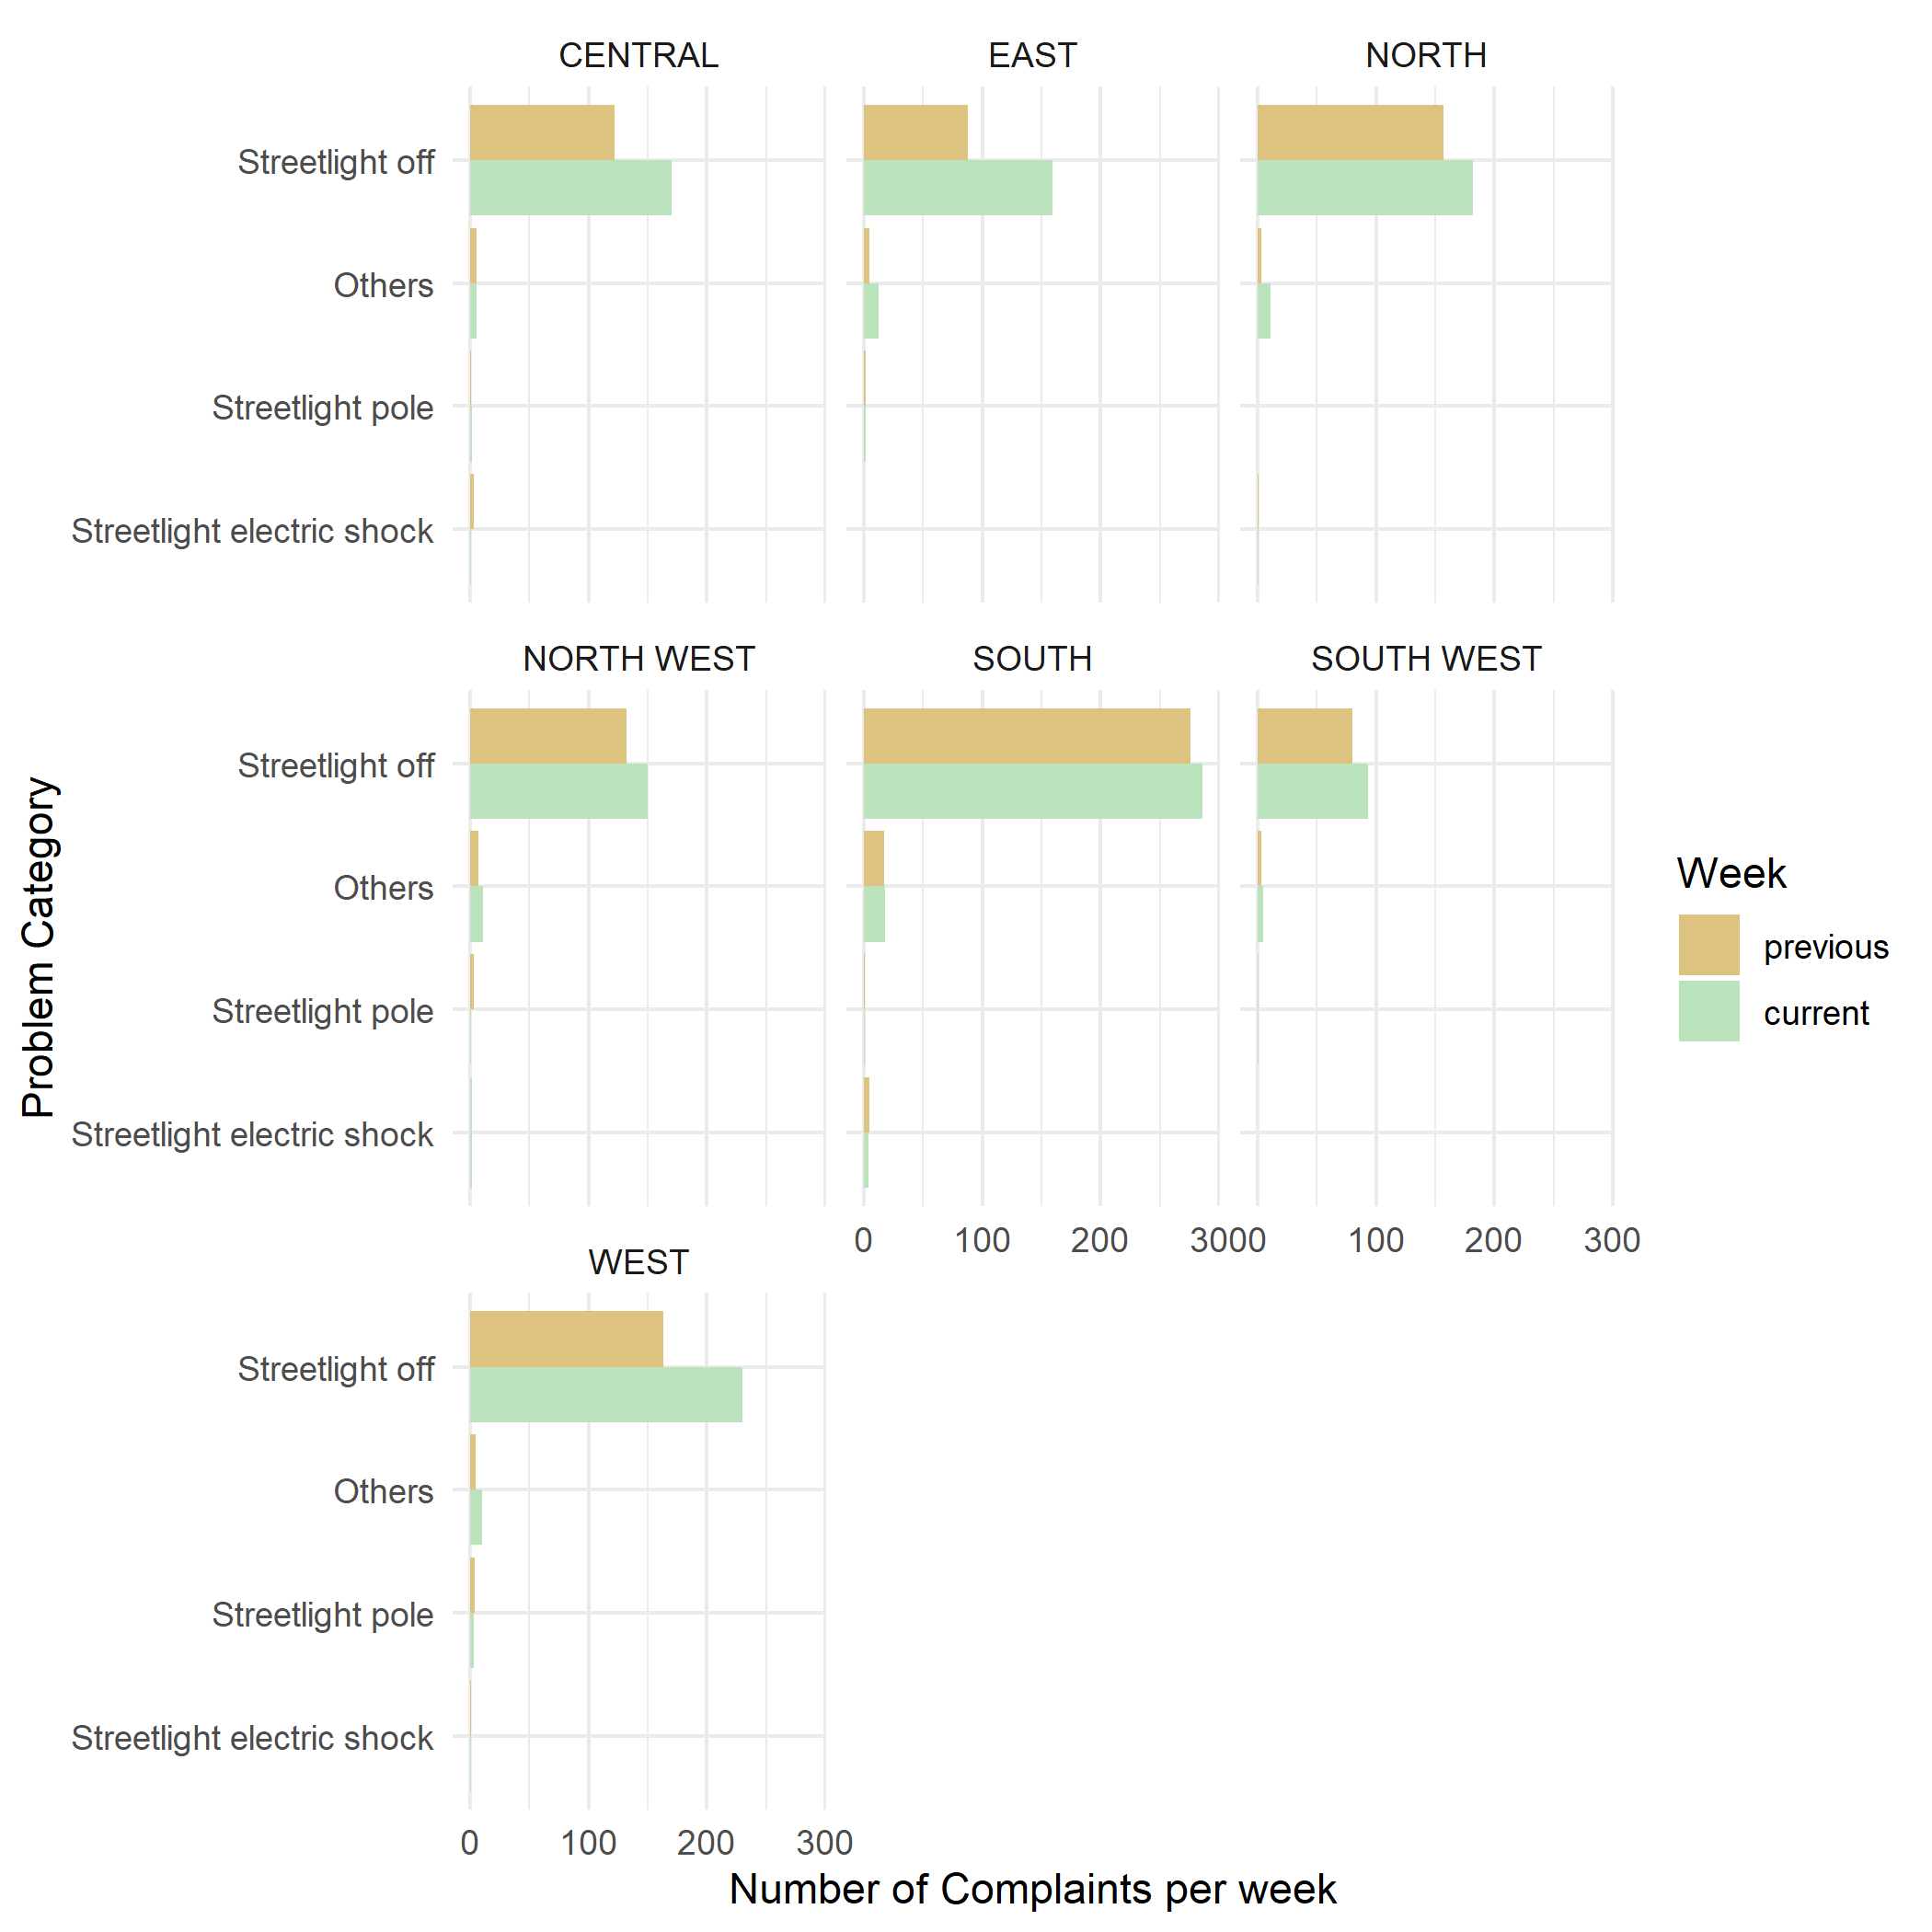 CENTRAL EAST NORTH
Streetlight off
Others
Streetlight pole
Streetlight electric shock
NORTH WEST SOUTH SOUTH WEST
Streetlight off
Others
Streetlight pole
Streetlight electric shock
0 100 200 300 0 100 200 300
WEST
Streetlight off
Others
Streetlight pole
Streetlight electric shock
0 100 200 300
Number of Complaints per week
Problem Category
Week
previous
current